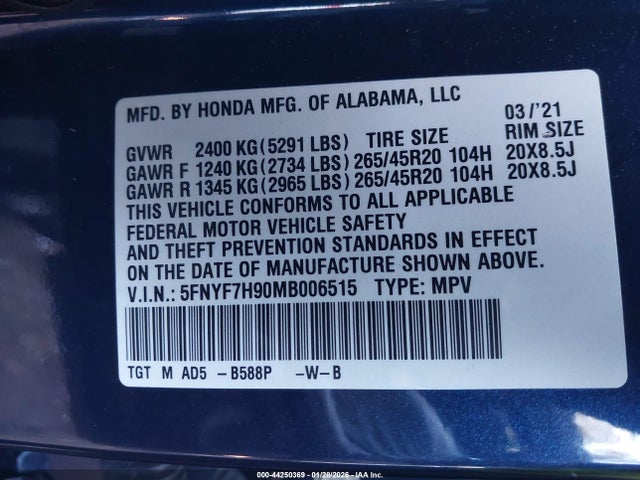 MFD. BY HONDA MFG. OF ALABAMA, LLC 03/'21
GVWR 2400 KG (5291 LBS) TIRE SIZE RIM SIZE
GAWR F 1240 KG (2734 LBS) 265/45R20 104H 20X8.5J
GAWR R 1345 KG (2965 LBS) 265/45R20 104H 20X8.5J
THIS VEHICLE CONFORMS TO ALL APPLICABLE
FEDERAL MOTOR VEHICLE SAFETY
AND THEFT PREVENTION STANDARDS IN EFFECT
ON THE DATE OF MANUFACTURE SHOWN ABOVE.
V.I.N.: 5FNYF7H90MB006515 TYPE: MPV
TGT M AD5 -B588P -W-B
000-44250369 - 01/28/2026 - IAA Inc.